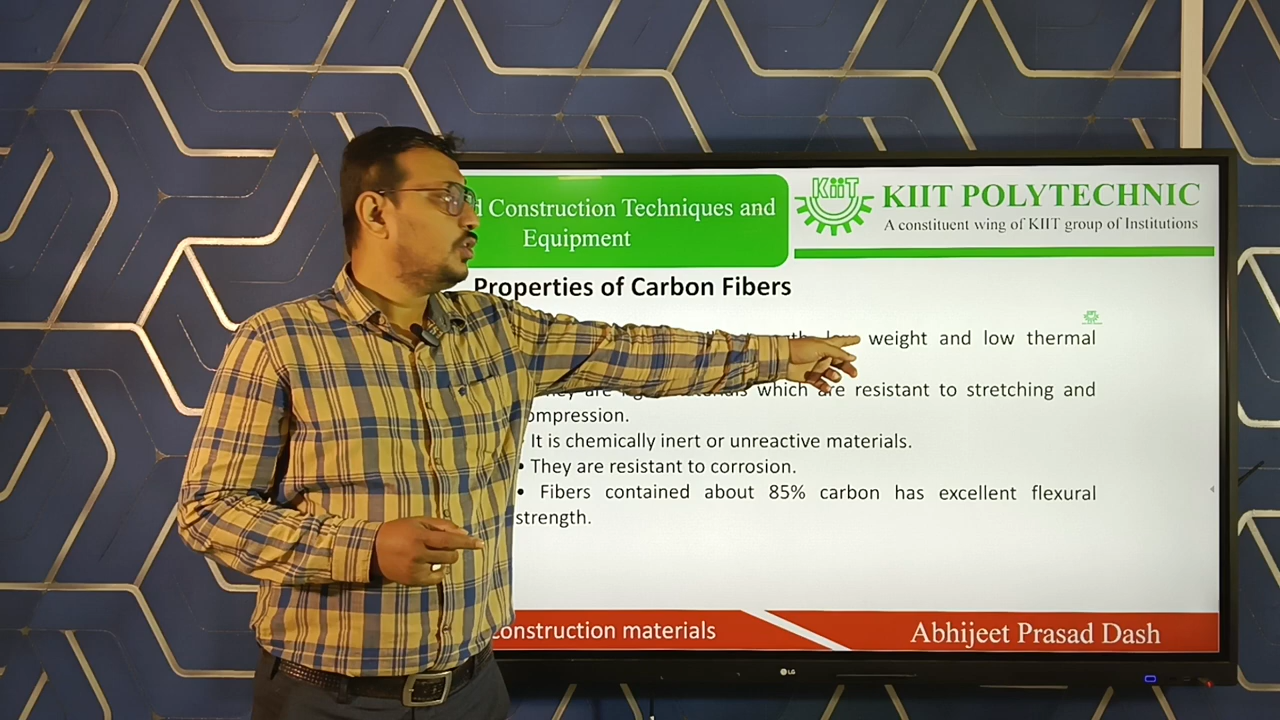 Construction Techniques and
Equipment
KiiT
KIIT POLYTECHNIC
A constituent wing of KIIT group of Institutions
Properties of Carbon Fibers
weight and low thermal
which are resistant to stretching and
ompression.
It is chemically inert or unreactive materials.
• They are resistant to corrosion.
• Fibers contained about 85% carbon has excellent flexural
strength.
construction materials
Abhijeet Prasad Dash
LG